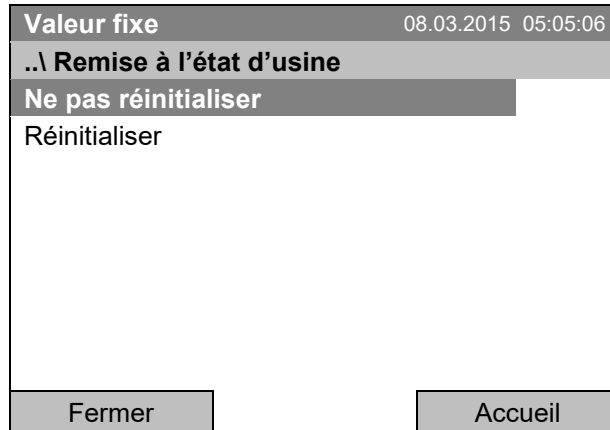 Valeur fixe 08.03.2015 05:05:06
..\ Remise à l’état d’usine
Ne pas réinitialiser
Réinitialiser
Fermer Accueil